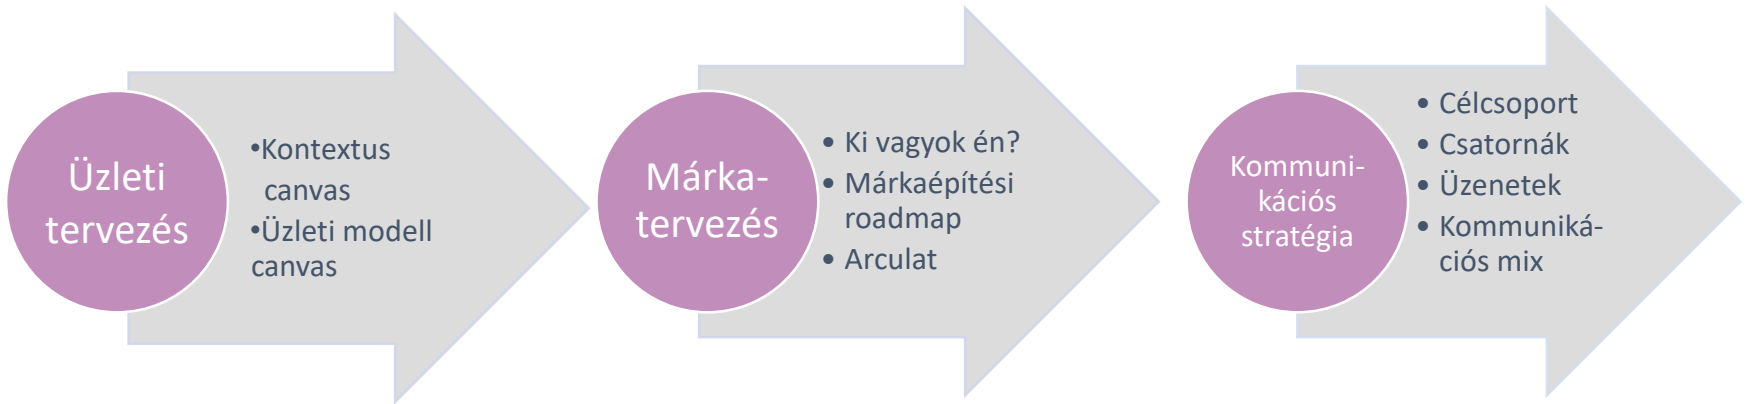 Üzleti
tervezés
•Kontextus
canvas
•Üzleti modell
canvas
Márka-
tervezés
• Ki vagyok én?
• Márkaépítési
roadmap
• Arculat
Kommuni-
kációs
stratégia
• Célcsoport
• Csatornák
• Üzenetek
• Kommuniká-
ciós mix